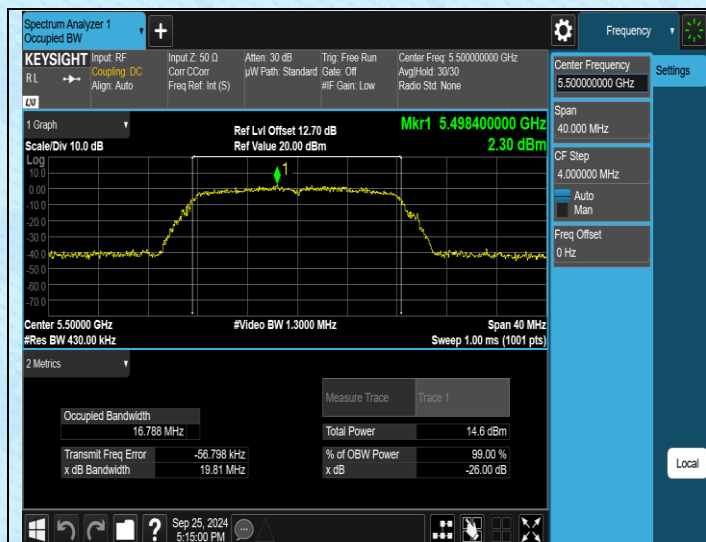 Spectrum Analyzer 1
Occupied BW
Frequency
KEYSIGHT
RL
LXI
Input: RF
Coupling: DC
Align: Auto
Input Z: 50 Ω
Corr CCorr
Freq Ref: Int (S)
Atten: 30 dB
µW Path: Standard
Trig: Free Run
Gate: Off
#IF Gain: Low
Center Freq: 5.500000000 GHz
Avg|Hold: 30/30
Radio Std: None
Center Frequency
5.500000000 GHz
Settings
Span
40.000 MHz
CF Step
4.000000 MHz
Auto
Man
Freq Offset
0 Hz
Local
1 Graph
Scale/Div 10.0 dB
Ref Lvl Offset 12.70 dB
Ref Value 20.00 dBm
Mkr1 5.498400000 GHz
2.30 dBm
Log
1
10.0
0.00
-10.0
-20.0
-30.0
-40.0
-50.0
-60.0
-70.0
Center 5.50000 GHz
#Video BW 1.3000 MHz
Span 40 MHz
#Res BW 430.00 kHz
Sweep 1.00 ms (1001 pts)
2 Metrics
Measure Trace Trace 1
Occupied Bandwidth
16.788 MHz
Total Power 14.6 dBm
Transmit Freq Error -56.798 kHz
% of OBW Power 99.00 %
x dB Bandwidth 19.81 MHz
x dB -26.00 dB
?
Sep 25, 2024
5:15:00 PM